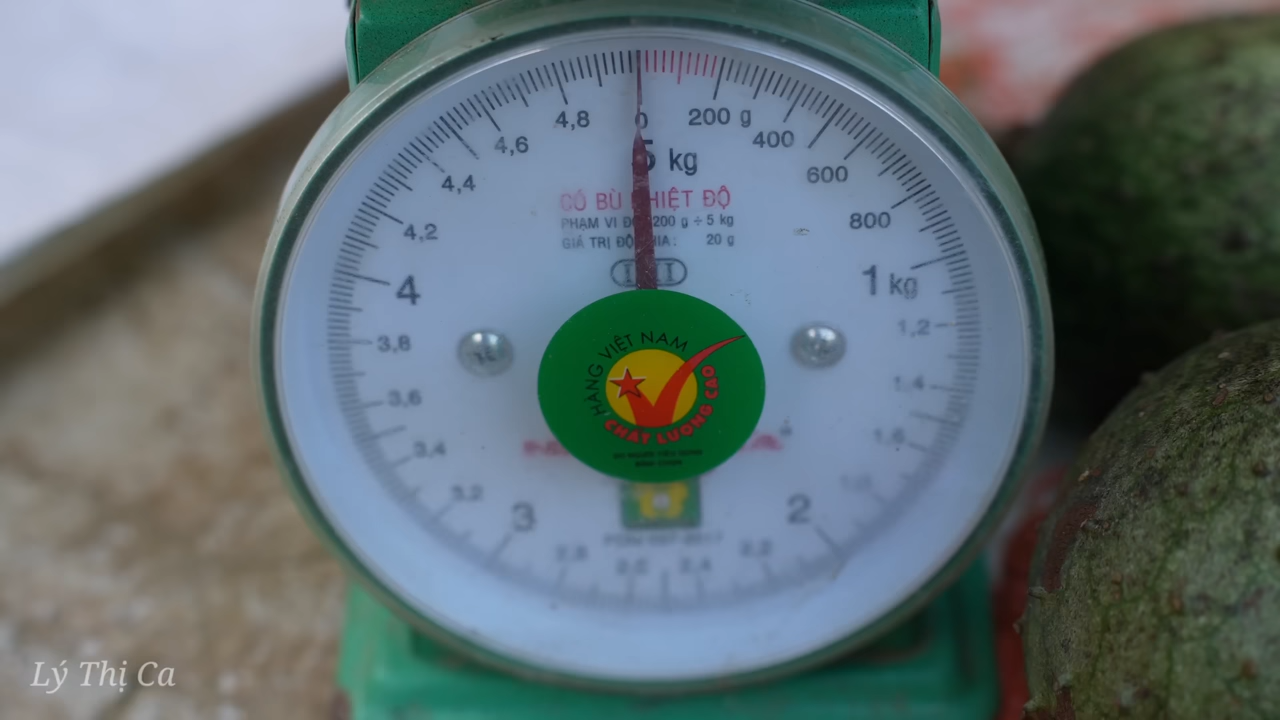 0
5 kg
200 g
400
600
800
1 kg
1,2
1,4
1,6
2
2,2
2,4
2,8
3
3,2
3,4
3,6
3,8
4
4,2
4,4
4,6
4,8
CÓ BÙ NHIỆT ĐỘ
PHẠM VI ĐO 200 g ÷ 5 kg
GIÁ TRỊ ĐỘ CHIA: 20 g
HÀNG VIỆT NAM
CHẤT LƯỢNG CAO
Lý Thị Ca